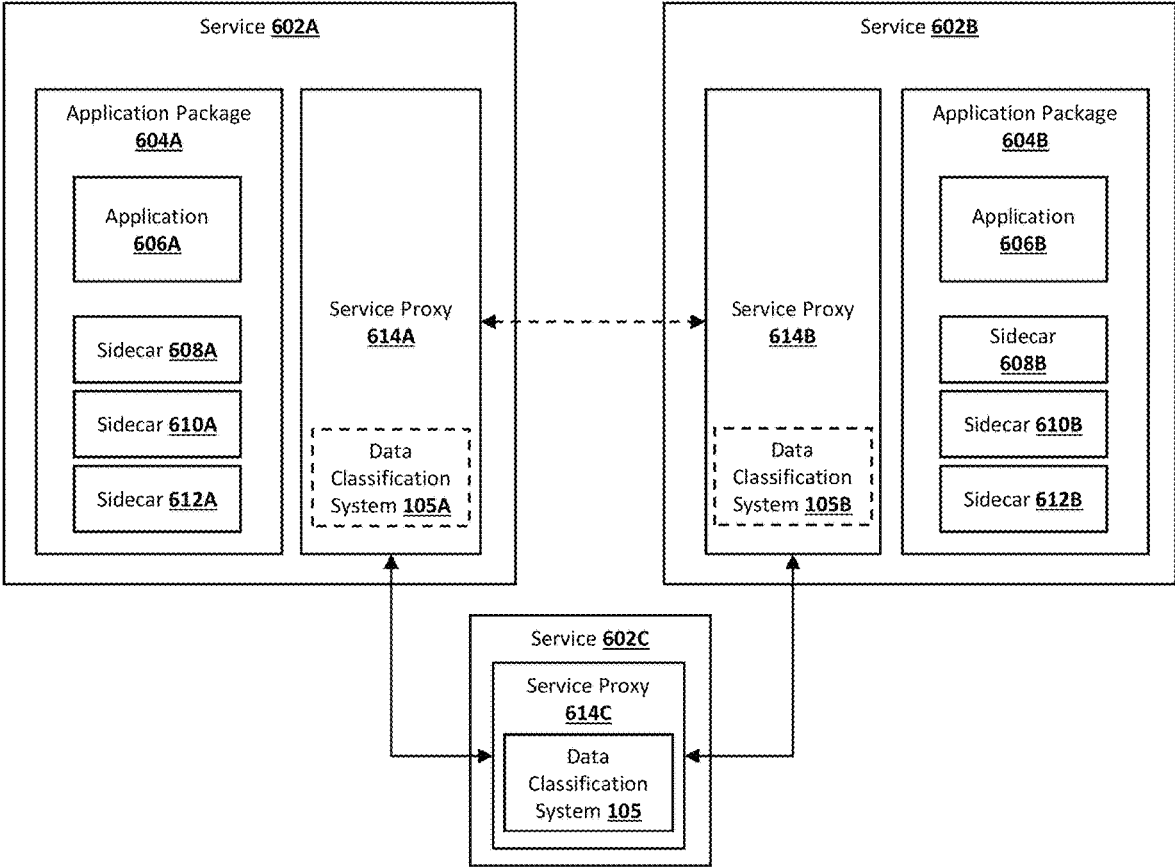 Service 602A
Application Package
604A
Application
606A
Sidecar 608A
Sidecar 610A
Sidecar 612A
Service Proxy
614A
Data
Classification
System 105A
Service 602B
Service Proxy
614B
Data
Classification
System 105B
Application Package
604B
Application
606B
Sidecar
608B
Sidecar 610B
Sidecar 612B
Service 602C
Service Proxy
614C
Data
Classification
System 105